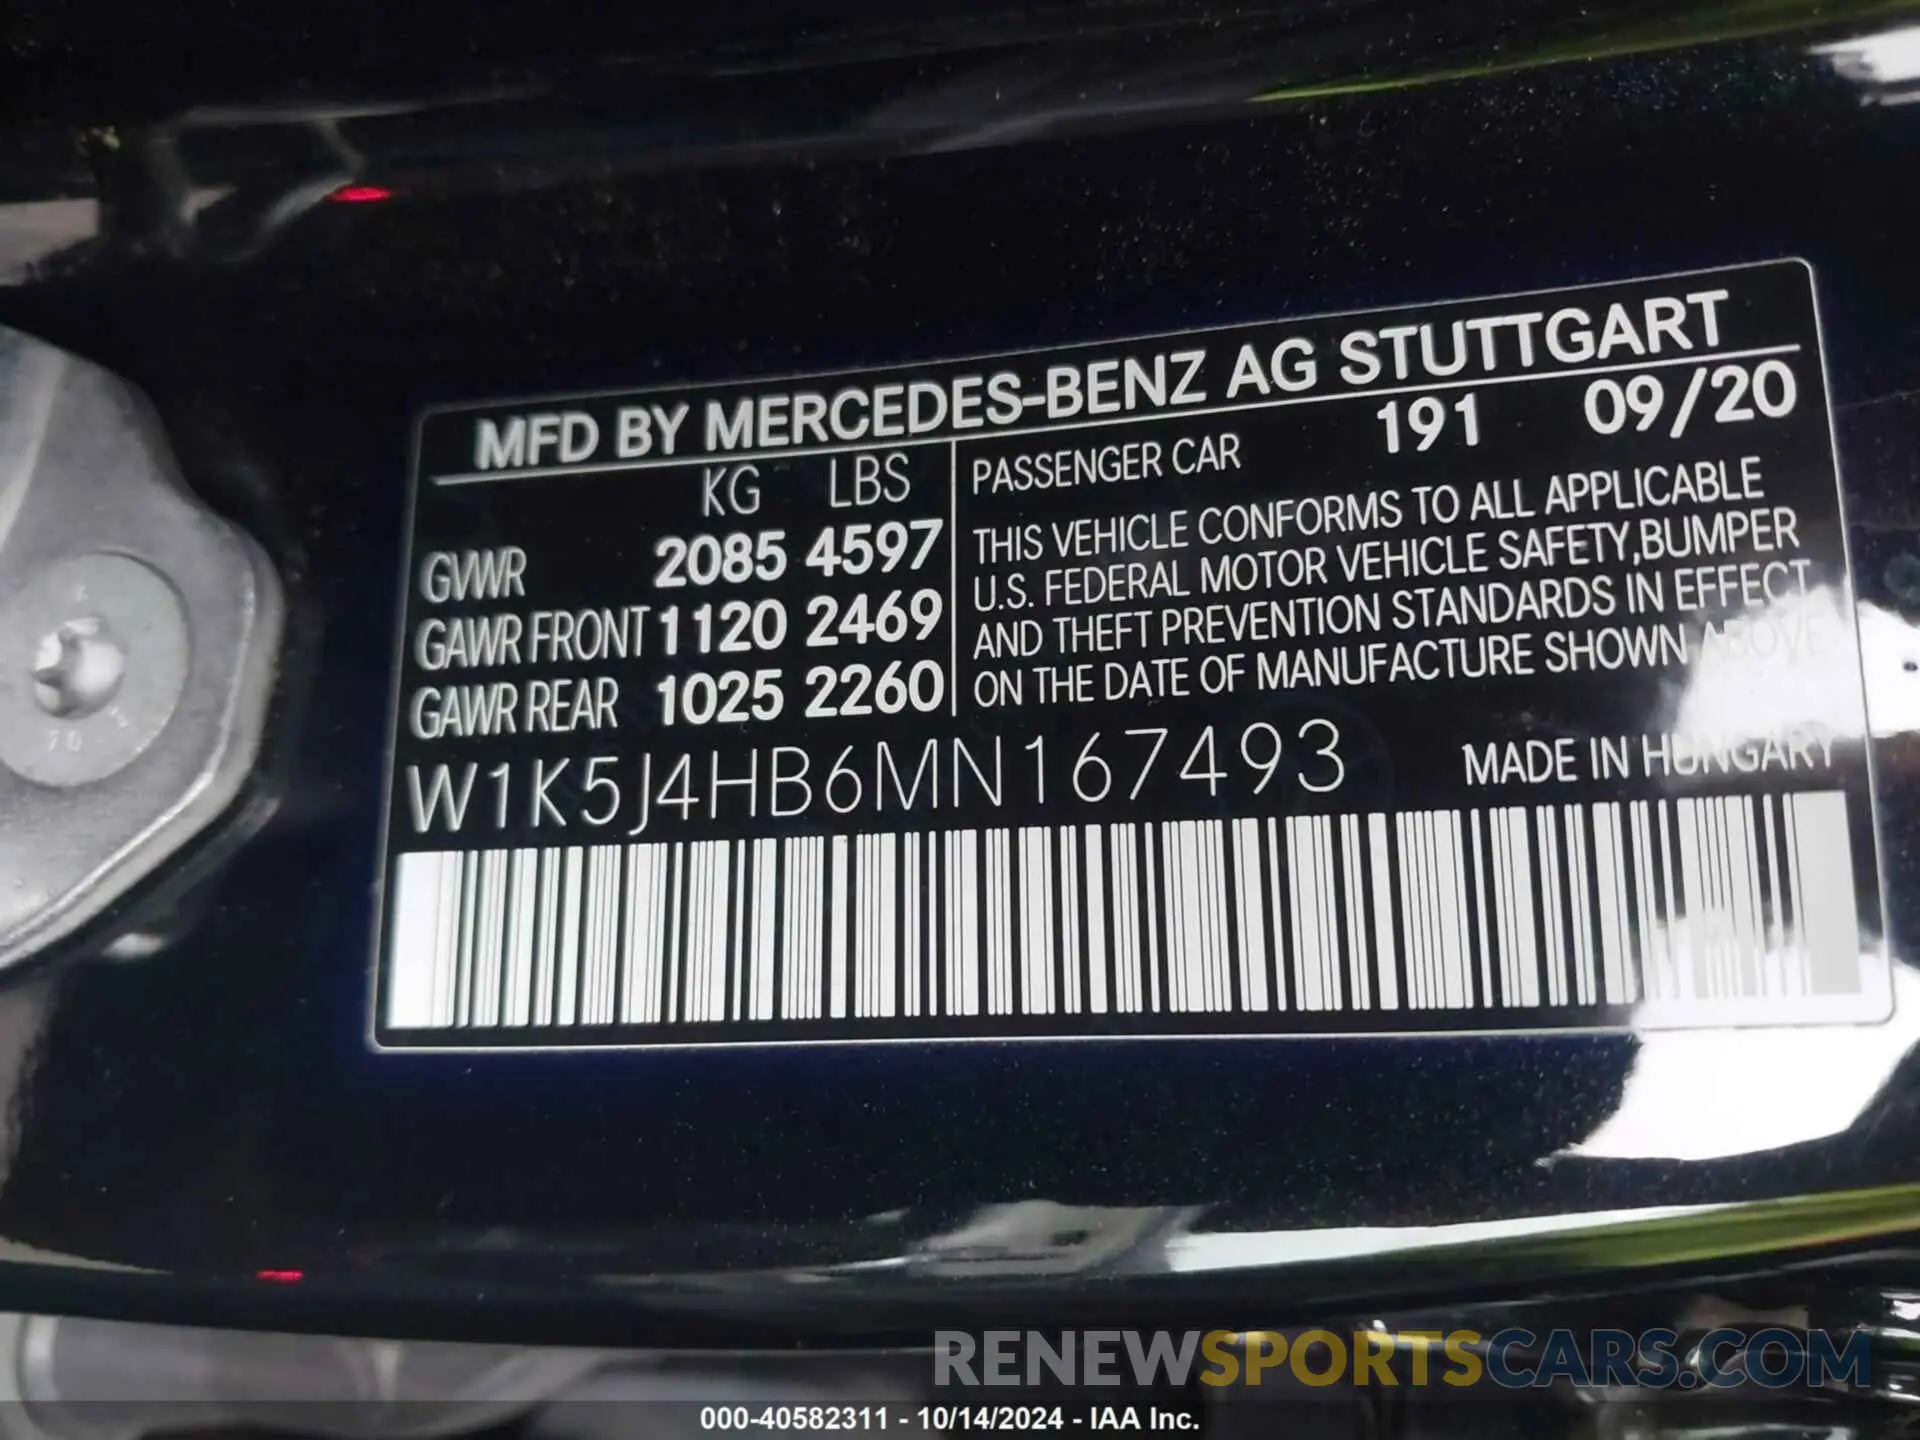 MFD BY MERCEDES-BENZ AG STUTTGART
KG LBS
GVWR 2085 4597
GAWR FRONT 1120 2469
GAWR REAR 1025 2260
PASSENGER CAR 191 09/20
THIS VEHICLE CONFORMS TO ALL APPLICABLE
U.S. FEDERAL MOTOR VEHICLE SAFETY,BUMPER
AND THEFT PREVENTION STANDARDS IN EFFECT
ON THE DATE OF MANUFACTURE SHOWN ABOVE
W1K5J4HB6MN167493
MADE IN HUNGARY
RENEWSPORTSCARS.COM
000-40582311 - 10/14/2024 - IAA Inc.